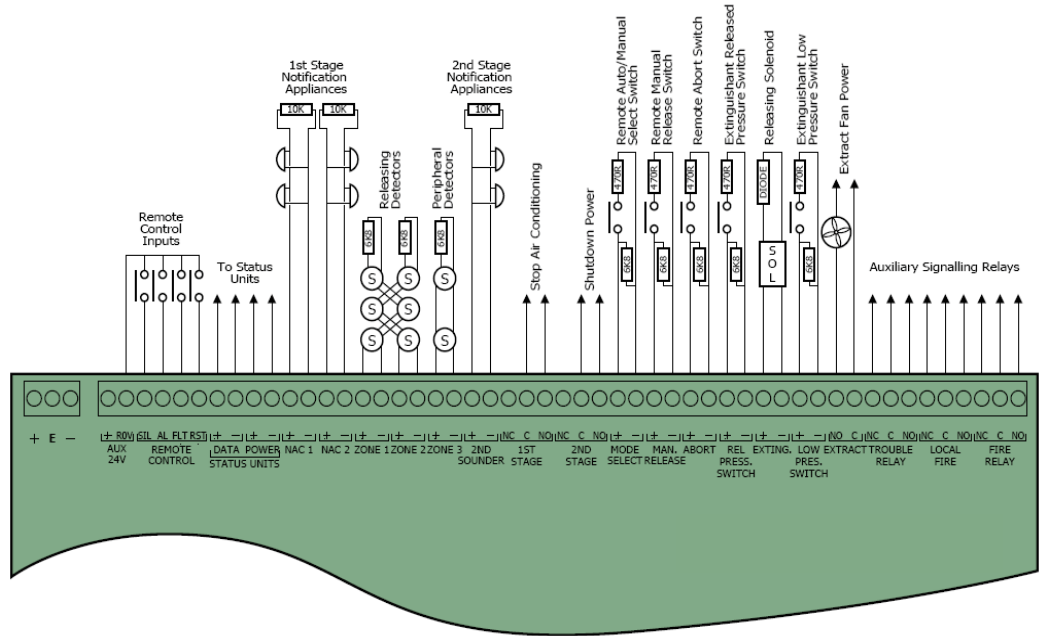 1st Stage
Notification
Appliances
10K
10K
2nd Stage
Notification
Appliances
10K
Remote
Control
Inputs
To Status
Units
Releasing
Detectors
Peripheral
Detectors
6K8
6K8
6K8
S
S
S
S
S
S
S
S
Stop Air Conditioning
Shutdown Power
Remote Auto/Manual
Select Switch
Remote Manual
Release Switch
Remote Abort Switch
Extinguishant Released
Pressure Switch
Releasing Solenoid
Extinguishant Low
Pressure Switch
Extract Fan Power
470R
470R
470R
470R
DIODE
470R
6K8
6K8
6K8
6K8
SOL
6K8
Auxiliary Signalling Relays
+ E −
+ R0V
AUX
24V
SIL AL FLT RST
REMOTE
CONTROL
+ − + −
DATA POWER
STATUS UNITS
+ −
NAC 1
+ −
NAC 2
+ −
ZONE 1
+ −
ZONE 2
+ −
ZONE 3
+ −
2ND
SOUNDER
NC C NO
1ST
STAGE
NC C NO
2ND
STAGE
+ −
MODE
SELECT
+ −
MAN.
RELEASE
+ −
ABORT
+ −
REL
PRESS.
SWITCH
+ −
EXTING.
+ −
LOW
PRES.
SWITCH
NO C
EXTRACT
NC C NO
TROUBLE
RELAY
NC C NO
LOCAL
FIRE
NC C NO
FIRE
RELAY